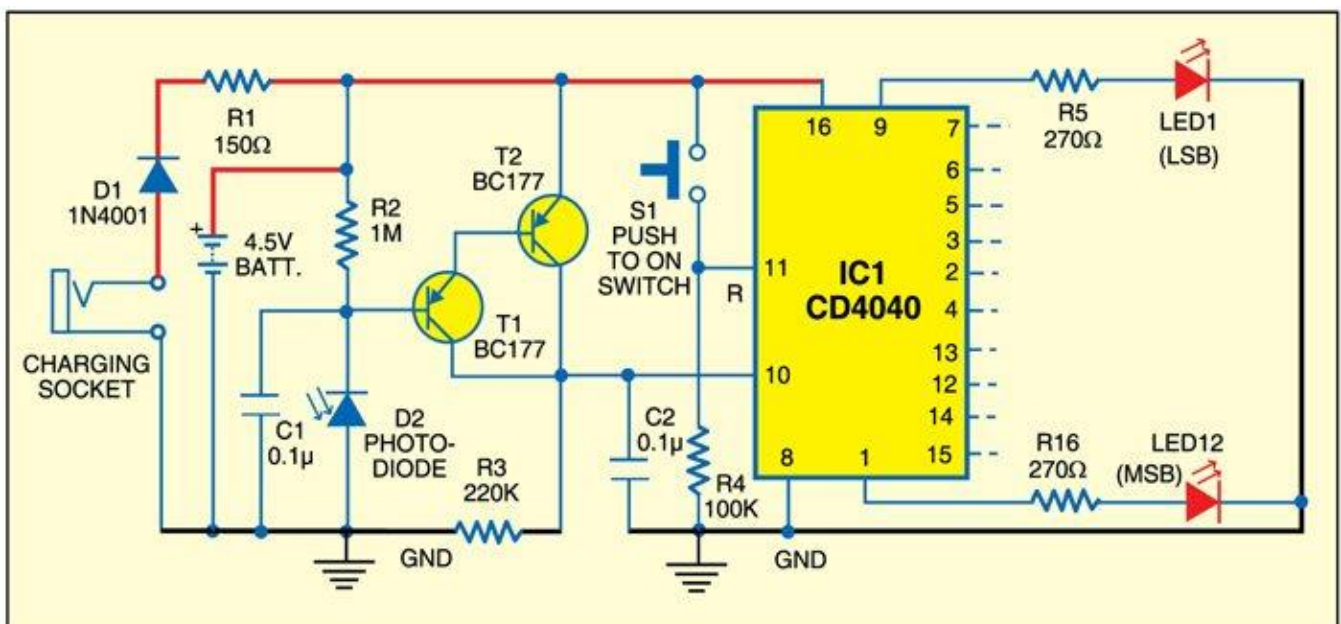 R1
150Ω
D1
1N4001
+
4.5V
BATT.
CHARGING
SOCKET
R2
1M
C1
0.1µ
D2
PHOTO-
DIODE
T1
BC177
T2
BC177
R3
220K
GND
C2
0.1µ
S1
PUSH
TO ON
SWITCH
R
R4
100K
GND
16
9
7
6
5
3
2
4
13
12
14
15
11
10
8
1
IC1
CD4040
R5
270Ω
LED1
(LSB)
R16
270Ω
LED12
(MSB)